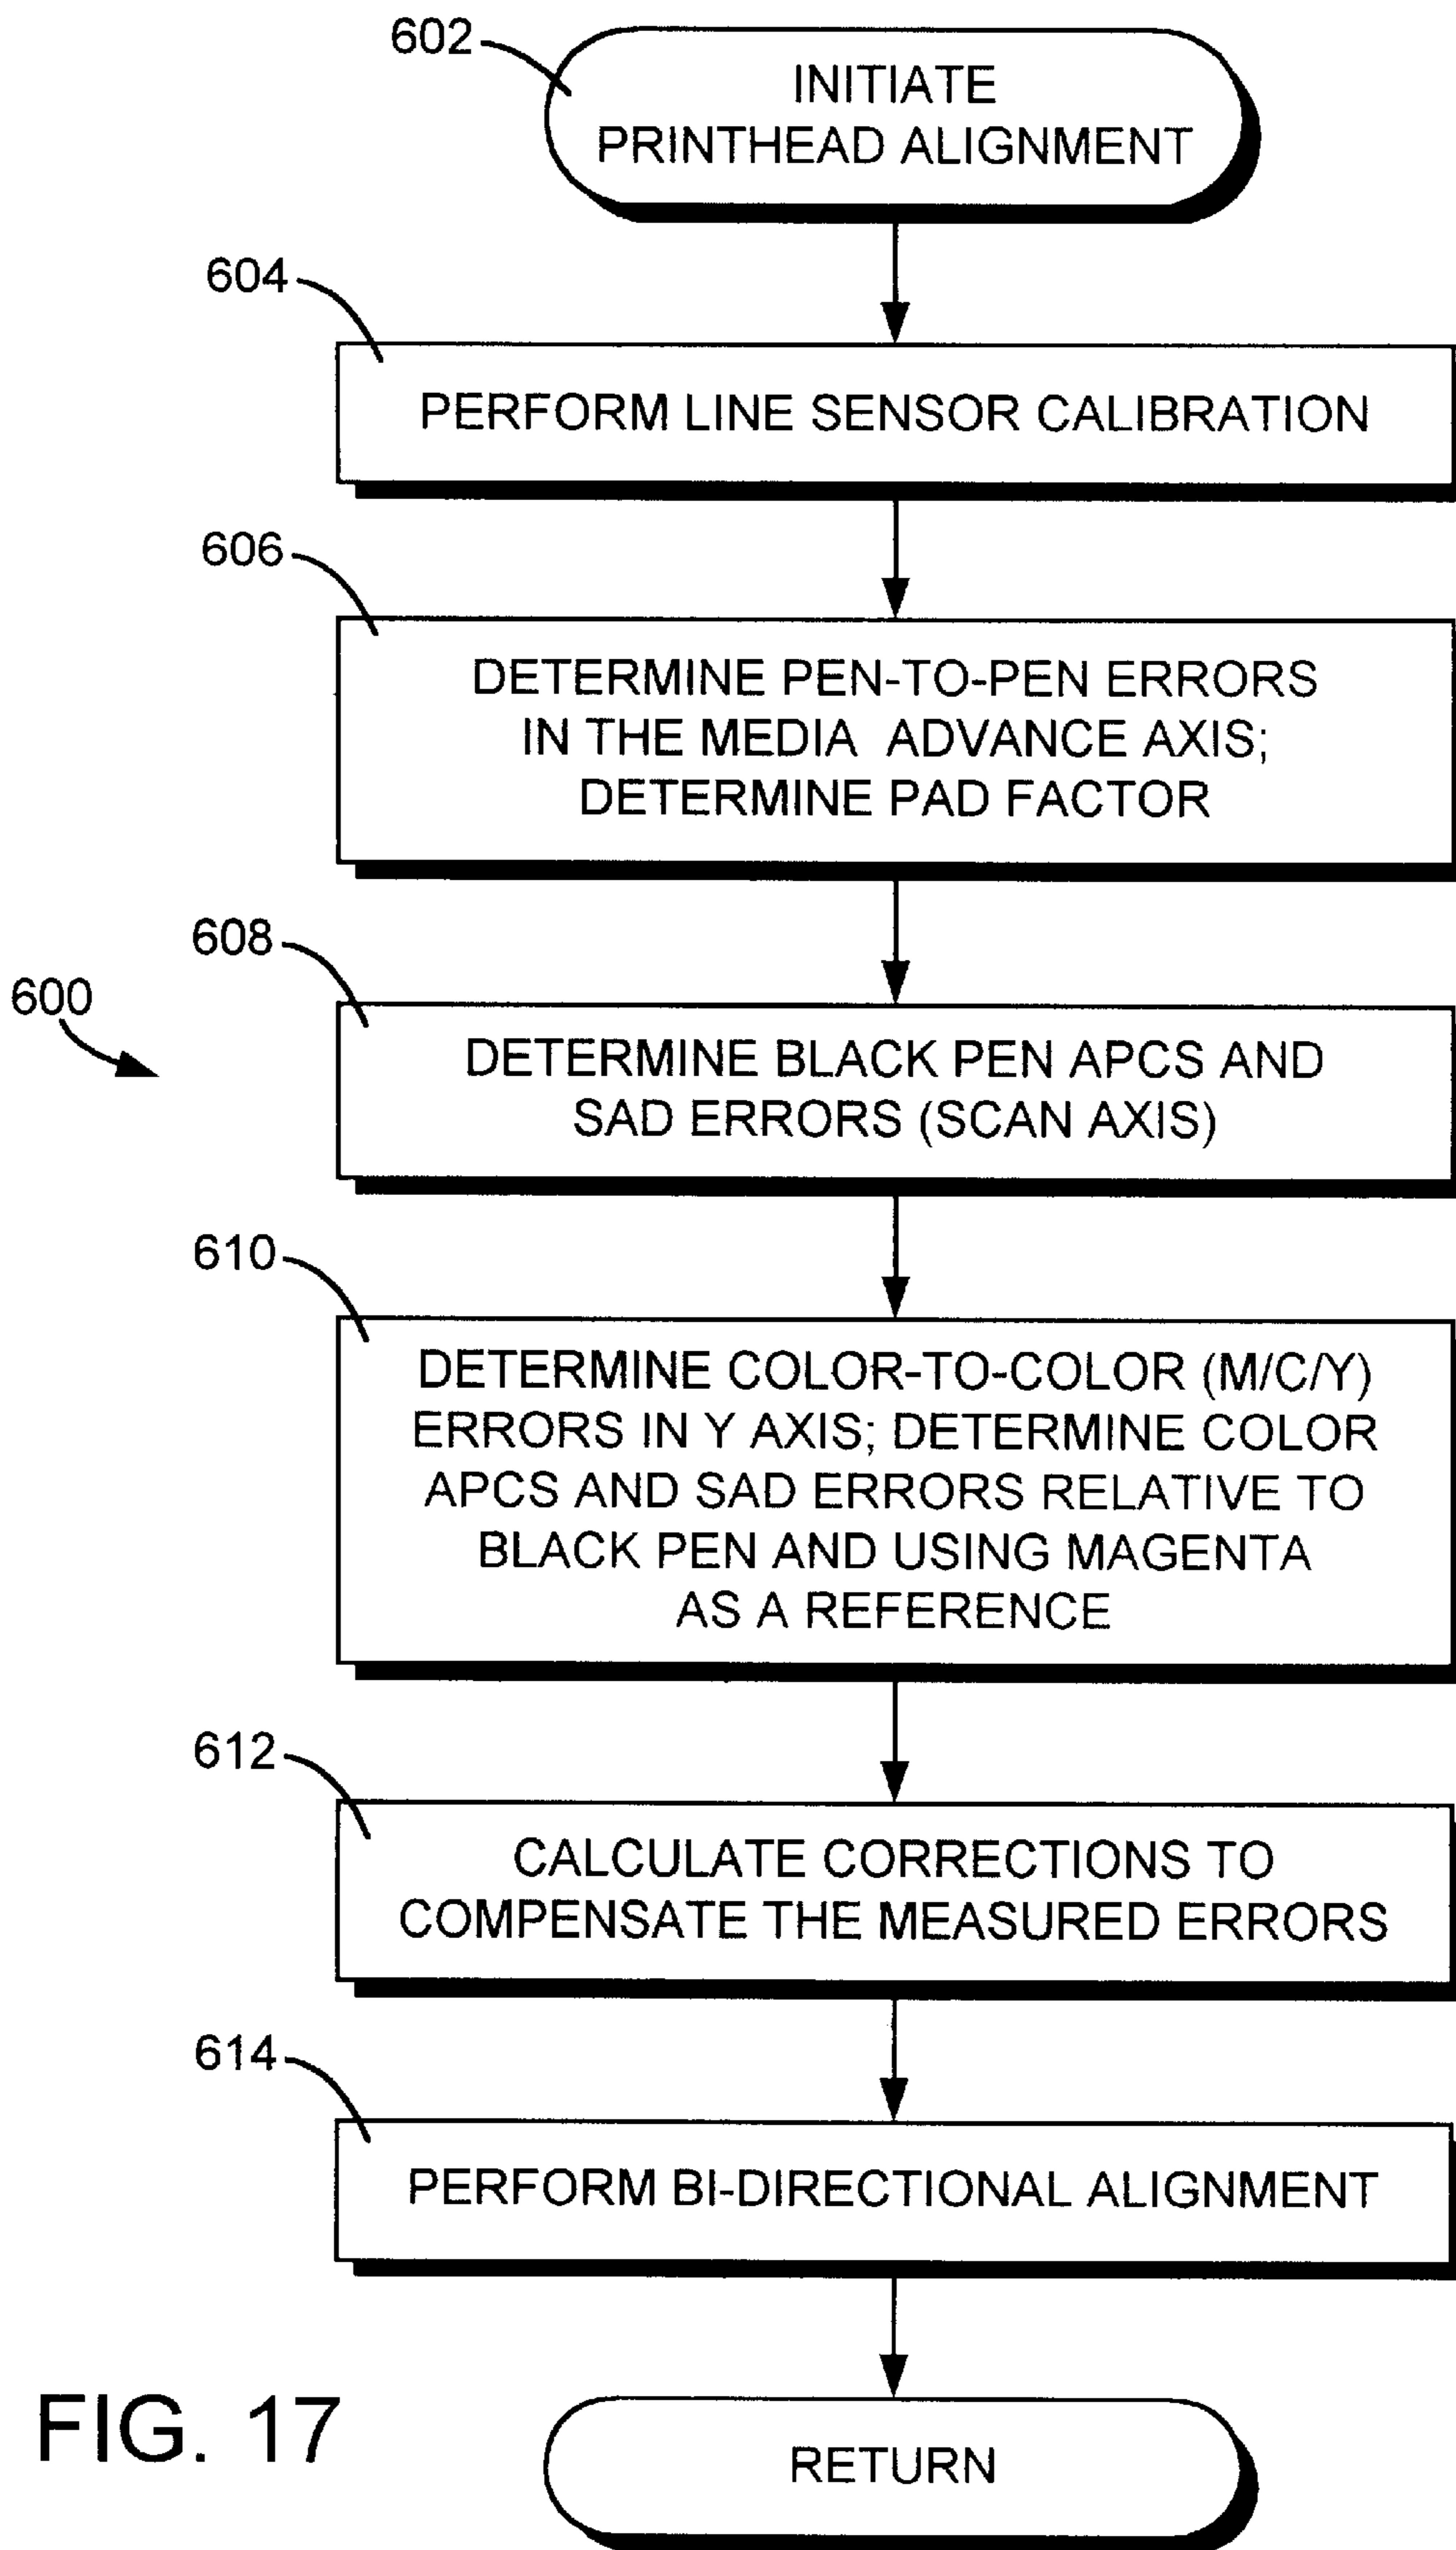 602
INITIATE
PRINTHEAD ALIGNMENT
604
PERFORM LINE SENSOR CALIBRATION
606
DETERMINE PEN-TO-PEN ERRORS
IN THE MEDIA ADVANCE AXIS;
DETERMINE PAD FACTOR
608
600
DETERMINE BLACK PEN APCS AND
SAD ERRORS (SCAN AXIS)
610
DETERMINE COLOR-TO-COLOR (M/C/Y)
ERRORS IN Y AXIS; DETERMINE COLOR
APCS AND SAD ERRORS RELATIVE TO
BLACK PEN AND USING MAGENTA
AS A REFERENCE
612
CALCULATE CORRECTIONS TO
COMPENSATE THE MEASURED ERRORS
614
PERFORM BI-DIRECTIONAL ALIGNMENT
FIG. 17
RETURN